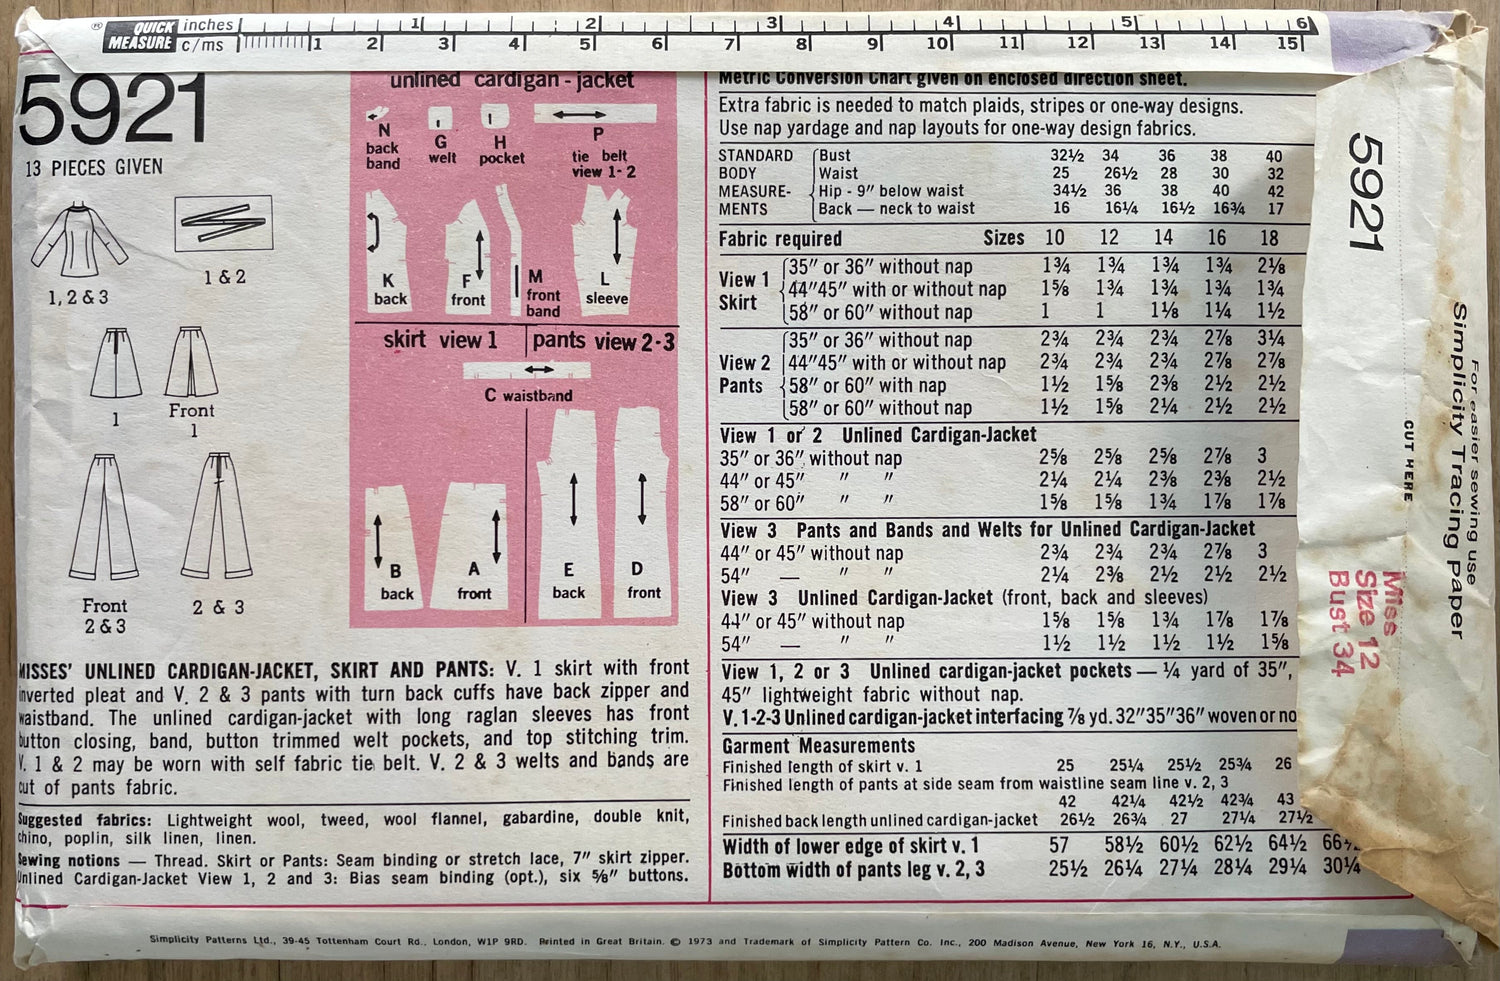 ® QUICK MEASURE inches 1 2 3 4 5 6
c/ms 1 2 3 4 5 6 7 8 9 10 11 12 13 14 15
5921
13 PIECES GIVEN
1, 2 & 3
1 & 2
1
Front
1
Front
2 & 3
2 & 3
unlined cardigan - jacket
N
back
band
G
welt
H
pocket
P
tie belt
view 1- 2
K
back
F
front
M
front
band
L
sleeve
skirt view 1
pants view 2-3
C waistband
B
back
A
front
E
back
D
front
MISSES' UNLINED CARDIGAN-JACKET, SKIRT AND PANTS: V. 1 skirt with front
inverted pleat and V. 2 & 3 pants with turn back cuffs have back zipper and
waistband. The unlined cardigan-jacket with long raglan sleeves has front
button closing, band, button trimmed welt pockets, and top stitching trim.
V. 1 & 2 may be worn with self fabric tie belt. V. 2 & 3 welts and bands are
cut of pants fabric.
Suggested fabrics: Lightweight wool, tweed, wool flannel, gabardine, double knit,
chino, poplin, silk linen, linen.
Sewing notions — Thread. Skirt or Pants: Seam binding or stretch lace, 7" skirt zipper.
Unlined Cardigan-Jacket View 1, 2 and 3: Bias seam binding (opt.), six 5/8" buttons.
Metric Conversion Chart given on enclosed direction sheet.
Extra fabric is needed to match plaids, stripes or one-way designs.
Use nap yardage and nap layouts for one-way design fabrics.
STANDARD Bust 32½ 34 36 38 40
BODY Waist 25 26½ 28 30 32
MEASURE- Hip - 9" below waist 34½ 36 38 40 42
MENTS Back — neck to waist 16 16¼ 16½ 16¾ 17
Fabric required Sizes 10 12 14 16 18
View 1 Skirt
35" or 36" without nap 1¾ 1¾ 1¾ 1¾ 2⅛
44"45" with or without nap 1⅝ 1¾ 1¾ 1¾ 1¾
58" or 60" without nap 1 1 1⅛ 1¼ 1½
View 2 Pants
35" or 36" without nap 2¾ 2¾ 2¾ 2⅞ 3¼
44"45" with or without nap 2¾ 2¾ 2¾ 2⅞ 2⅞
58" or 60" with nap 1½ 1⅝ 2⅜ 2½ 2½
58" or 60" without nap 1½ 1⅝ 2¼ 2½ 2½
View 1 or 2 Unlined Cardigan-Jacket
35" or 36" without nap 2⅝ 2⅝ 2⅝ 2⅞ 3
44" or 45" " " 2¼ 2¼ 2⅜ 2⅜ 2½
58" or 60" " " 1⅝ 1⅝ 1¾ 1⅞ 1⅞
View 3 Pants and Bands and Welts for Unlined Cardigan-Jacket
44" or 45" without nap 2¾ 2¾ 2¾ 2⅞ 3
54" — " " 2¼ 2⅜ 2½ 2½ 2½
View 3 Unlined Cardigan-Jacket (front, back and sleeves)
44" or 45" without nap 1⅝ 1⅝ 1¾ 1⅞ 1⅞
54" — " " 1½ 1½ 1½ 1½ 1⅝
View 1, 2 or 3 Unlined cardigan-jacket pockets — ¼ yard of 35",
45" lightweight fabric without nap.
V. 1-2-3 Unlined cardigan-jacket interfacing ⅞ yd. 32"35"36" woven or no
Garment Measurements
Finished length of skirt v. 1 25 25¼ 25½ 25¾ 26
Finished length of pants at side seam from waistline seam line v. 2, 3
42 42¼ 42½ 42¾ 43
Finished back length unlined cardigan-jacket 26½ 26¾ 27 27¼ 27½
Width of lower edge of skirt v. 1 57 58½ 60½ 62½ 64½
Bottom width of pants leg v. 2, 3 25½ 26¼ 27¼ 28¼ 29¼ 30¼
5921
CUT HERE
Miss
Size 12
Bust 34
For easier sewing use
Simplicity Tracing Paper
Simplicity Patterns Ltd., 39-45 Tottenham Court Rd., London, W1P 9RD. Printed in Great Britain. © 1973 and Trademark of Simplicity Pattern Co. Inc., 200 Madison Avenue, New York 16, N.Y., U.S.A.